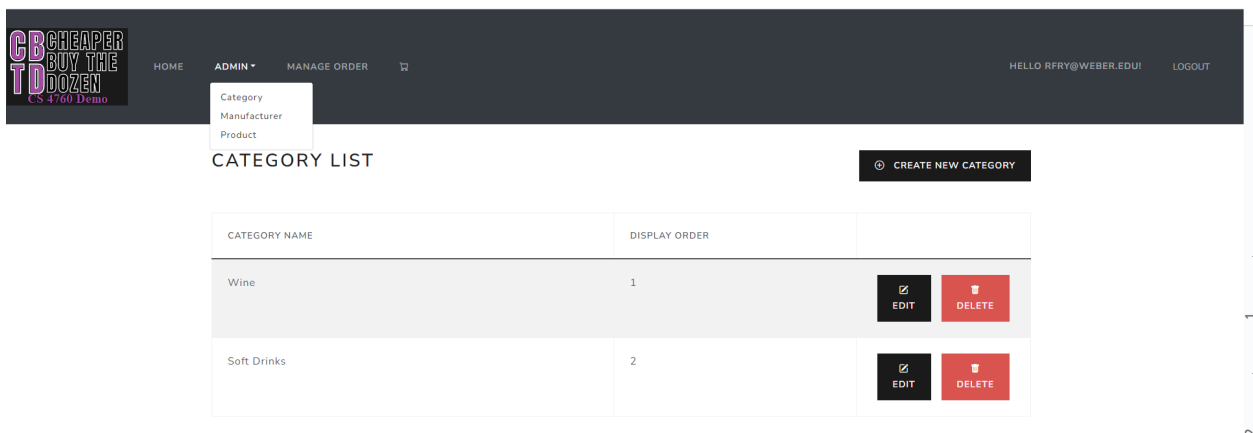 CB CHEAPER
BUY THE
TD DOZEN
CS 4760 Demo
HOME ADMIN MANAGE ORDER HELLO RFRY@WEBER.EDU! LOGOUT
Category
Manufacturer
Product
CATEGORY LIST CREATE NEW CATEGORY
CATEGORY NAME DISPLAY ORDER
Wine 1 EDIT DELETE
Soft Drinks 2 EDIT DELETE